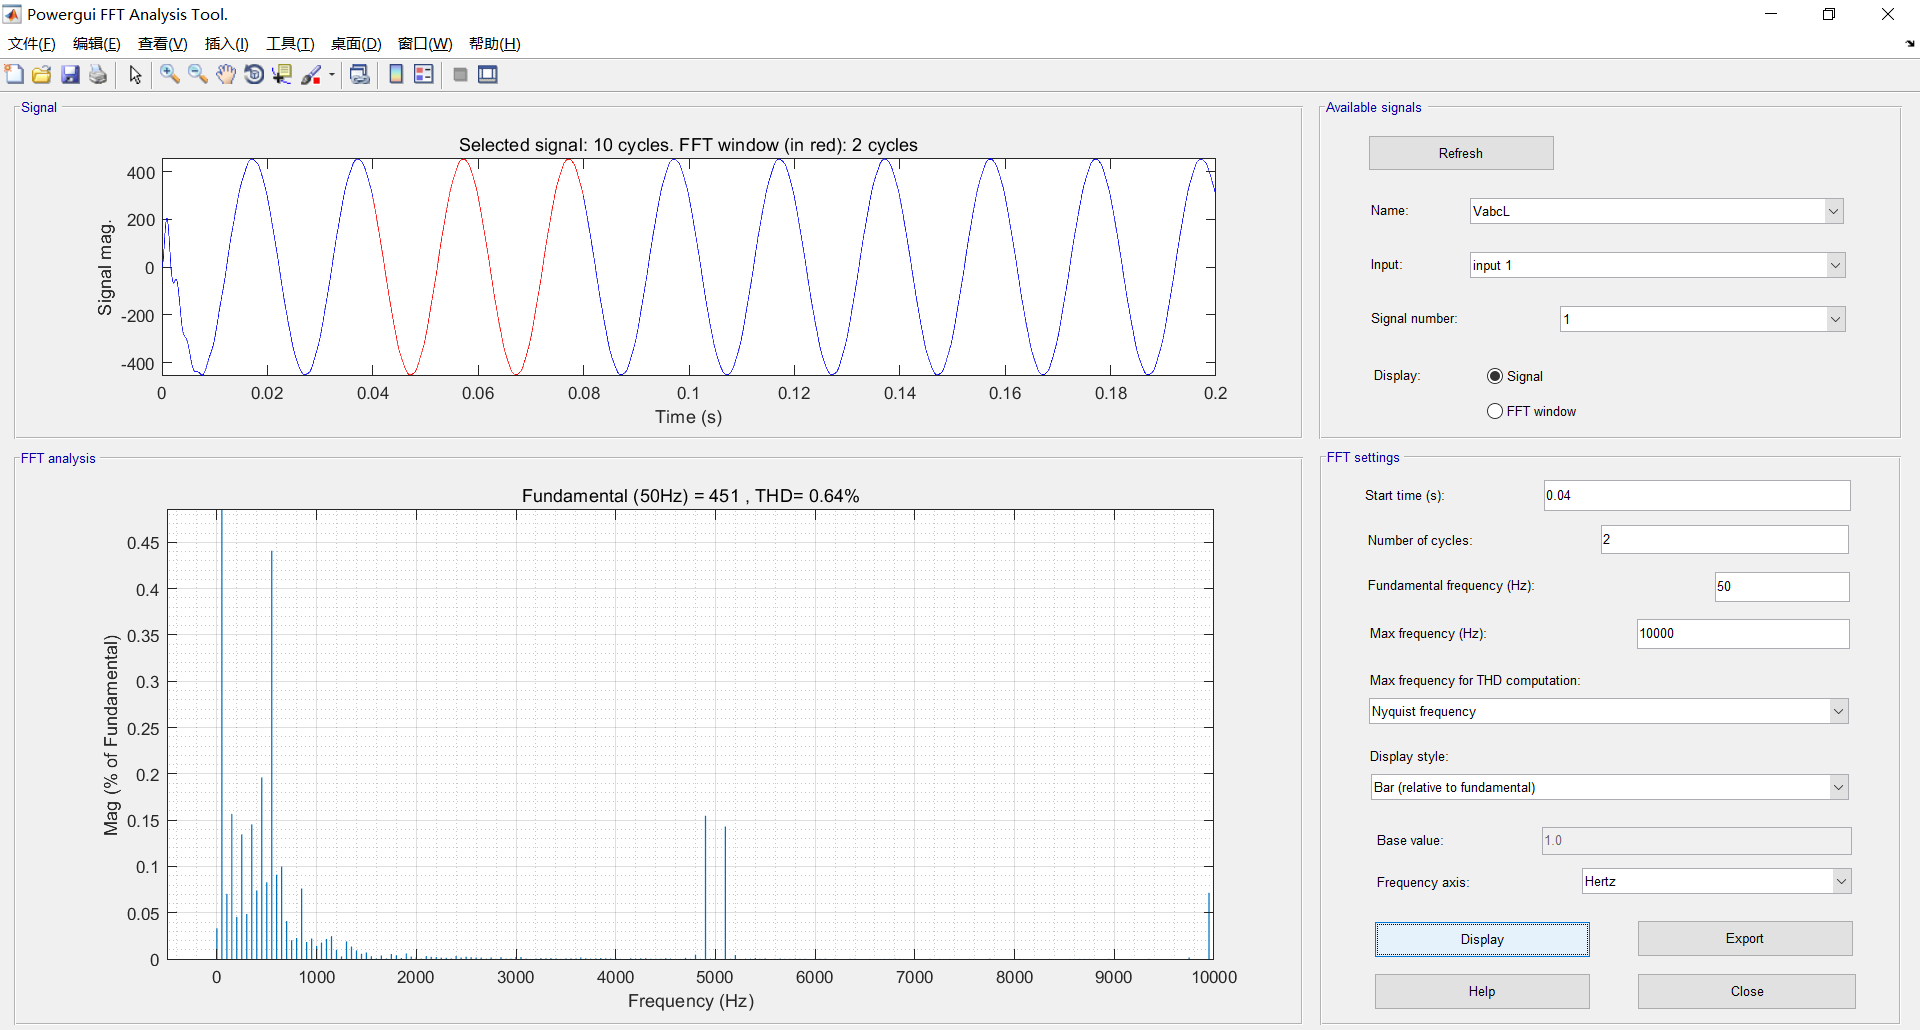 Powergui FFT Analysis Tool.
文件(F) 编辑(E) 查看(V) 插入(I) 工具(T) 桌面(D) 窗口(W) 帮助(H)
Signal
Selected signal: 10 cycles. FFT window (in red): 2 cycles
400
200
0
-200
-400
Signal mag.
0 0.02 0.04 0.06 0.08 0.1 0.12 0.14 0.16 0.18 0.2
Time (s)
FFT analysis
Fundamental (50Hz) = 451 , THD= 0.64%
0.45
0.4
0.35
0.3
0.25
0.2
0.15
0.1
0.05
0
Mag (% of Fundamental)
0 1000 2000 3000 4000 5000 6000 7000 8000 9000 10000
Frequency (Hz)
Available signals
Refresh
Name: VabcL
Input: input 1
Signal number: 1
Display: Signal
FFT window
FFT settings
Start time (s): 0.04
Number of cycles: 2
Fundamental frequency (Hz): 50
Max frequency (Hz): 10000
Max frequency for THD computation:
Nyquist frequency
Display style:
Bar (relative to fundamental)
Base value: 1.0
Frequency axis: Hertz
Display Export
Help Close